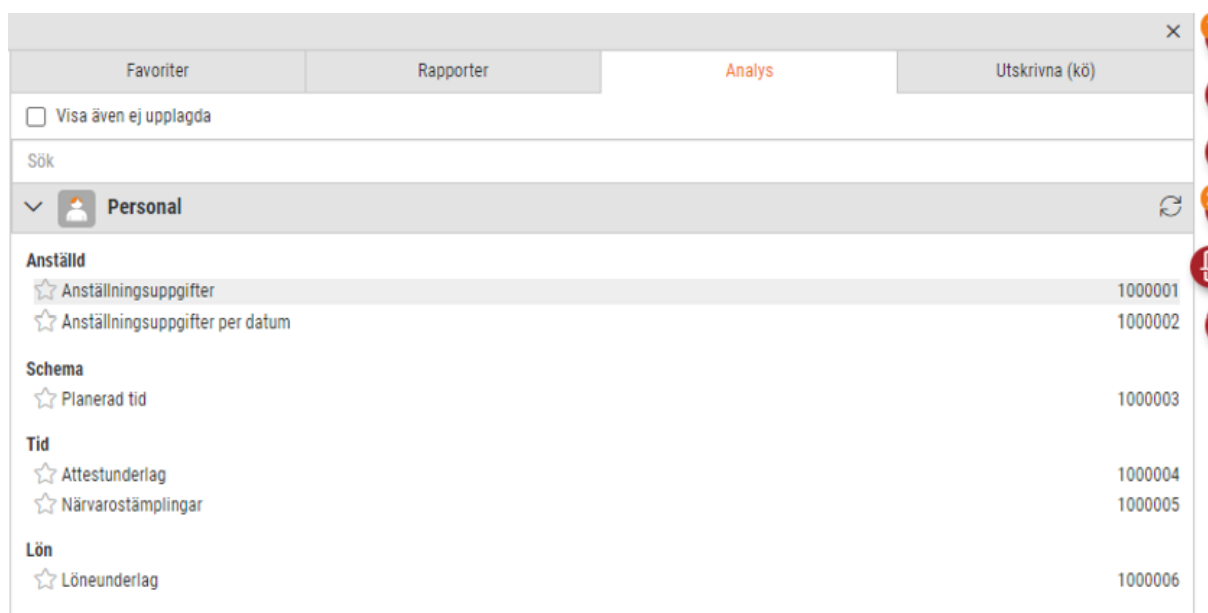 Favoriter Rapporter Analys Utskrivna (kö)
Visa även ej upplagda
Sök
Personal
Anställd
Anställningsuppgifter 1000001
Anställningsuppgifter per datum 1000002
Schema
Planerad tid 1000003
Tid
Attestunderlag 1000004
Närvarostämplingar 1000005
Lön
Löneunderlag 1000006